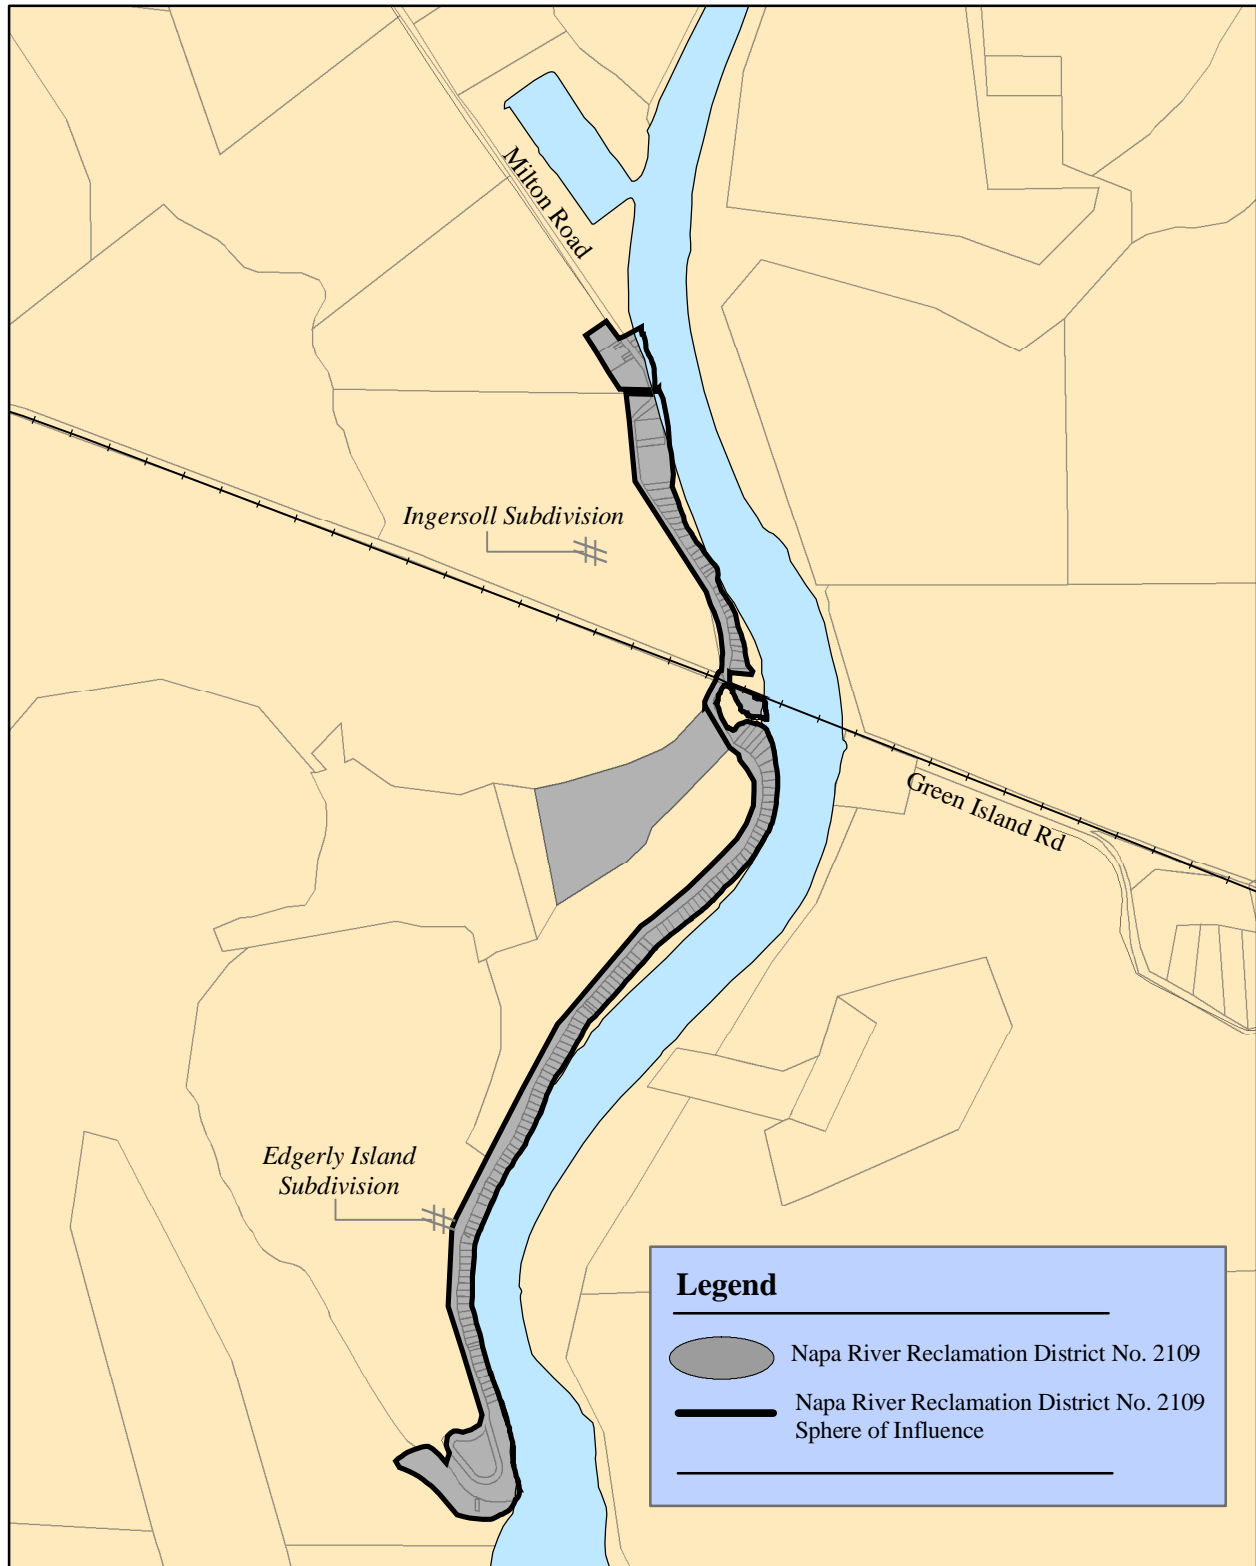 Milton Road
Ingersoll Subdivision
Green Island Rd
Edgerly Island
Subdivision
Legend
Napa River Reclamation District No. 2109
Napa River Reclamation District No. 2109
Sphere of Influence